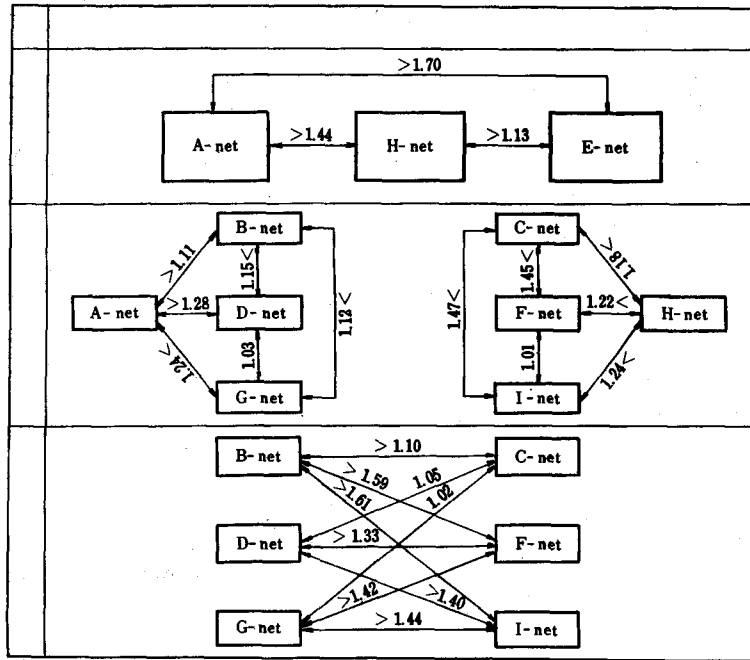 >1.70
A-net
>1.44
H-net
>1.13
E-net
B-net
C-net
>1.11
1.15<
1.12<
1.47<
1.45<
1.18<
A-net
>1.28
D-net
F-net
1.22<
H-net
1.24<
1.03
1.01
1.24<
G-net
I-net
B-net
>1.10
C-net
>1.59
1.05
>1.61
1.02
D-net
>1.33
F-net
>1.42
>1.40
G-net
>1.44
I-net